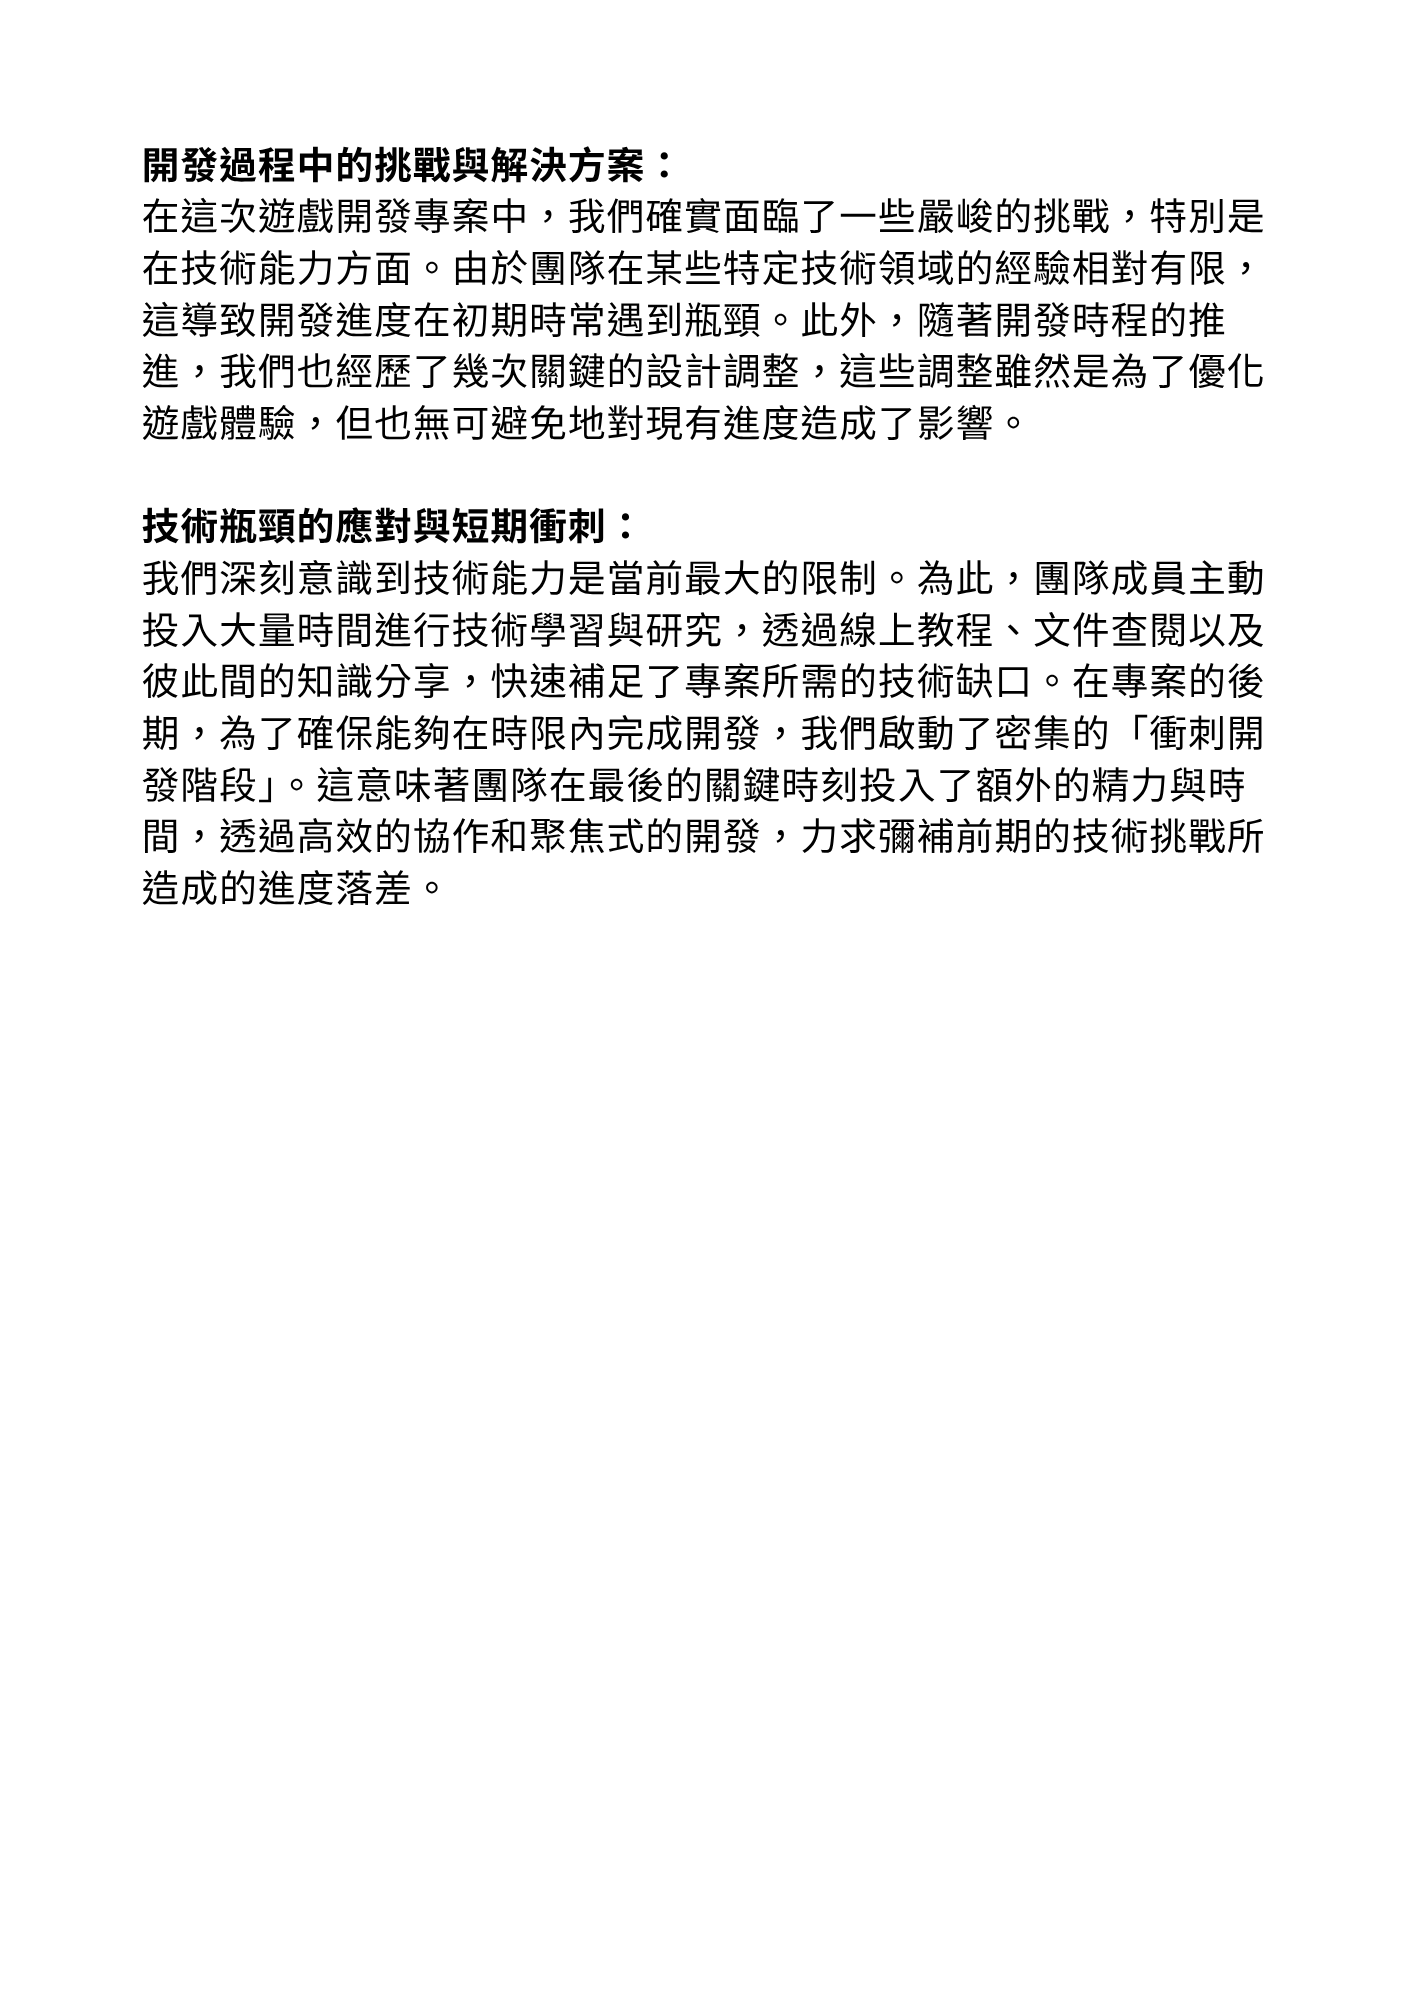 開發過程中的挑戰與解決方案：
在這次遊戲開發專案中，我們確實面臨了一些嚴峻的挑戰，特別是
在技術能力方面。由於團隊在某些特定技術領域的經驗相對有限，
這導致開發進度在初期時常遇到瓶頸。此外，隨著開發時程的推
進，我們也經歷了幾次關鍵的設計調整，這些調整雖然是為了優化
遊戲體驗，但也無可避免地對現有進度造成了影響。
技術瓶頸的應對與短期衝刺：
我們深刻意識到技術能力是當前最大的限制。為此，團隊成員主動
投入大量時間進行技術學習與研究，透過線上教程、文件查閱以及
彼此間的知識分享，快速補足了專案所需的技術缺口。在專案的後
期，為了確保能夠在時限內完成開發，我們啟動了密集的「衝刺開
發階段」。這意味著團隊在最後的關鍵時刻投入了額外的精力與時
間，透過高效的協作和聚焦式的開發，力求彌補前期的技術挑戰所
造成的進度落差。